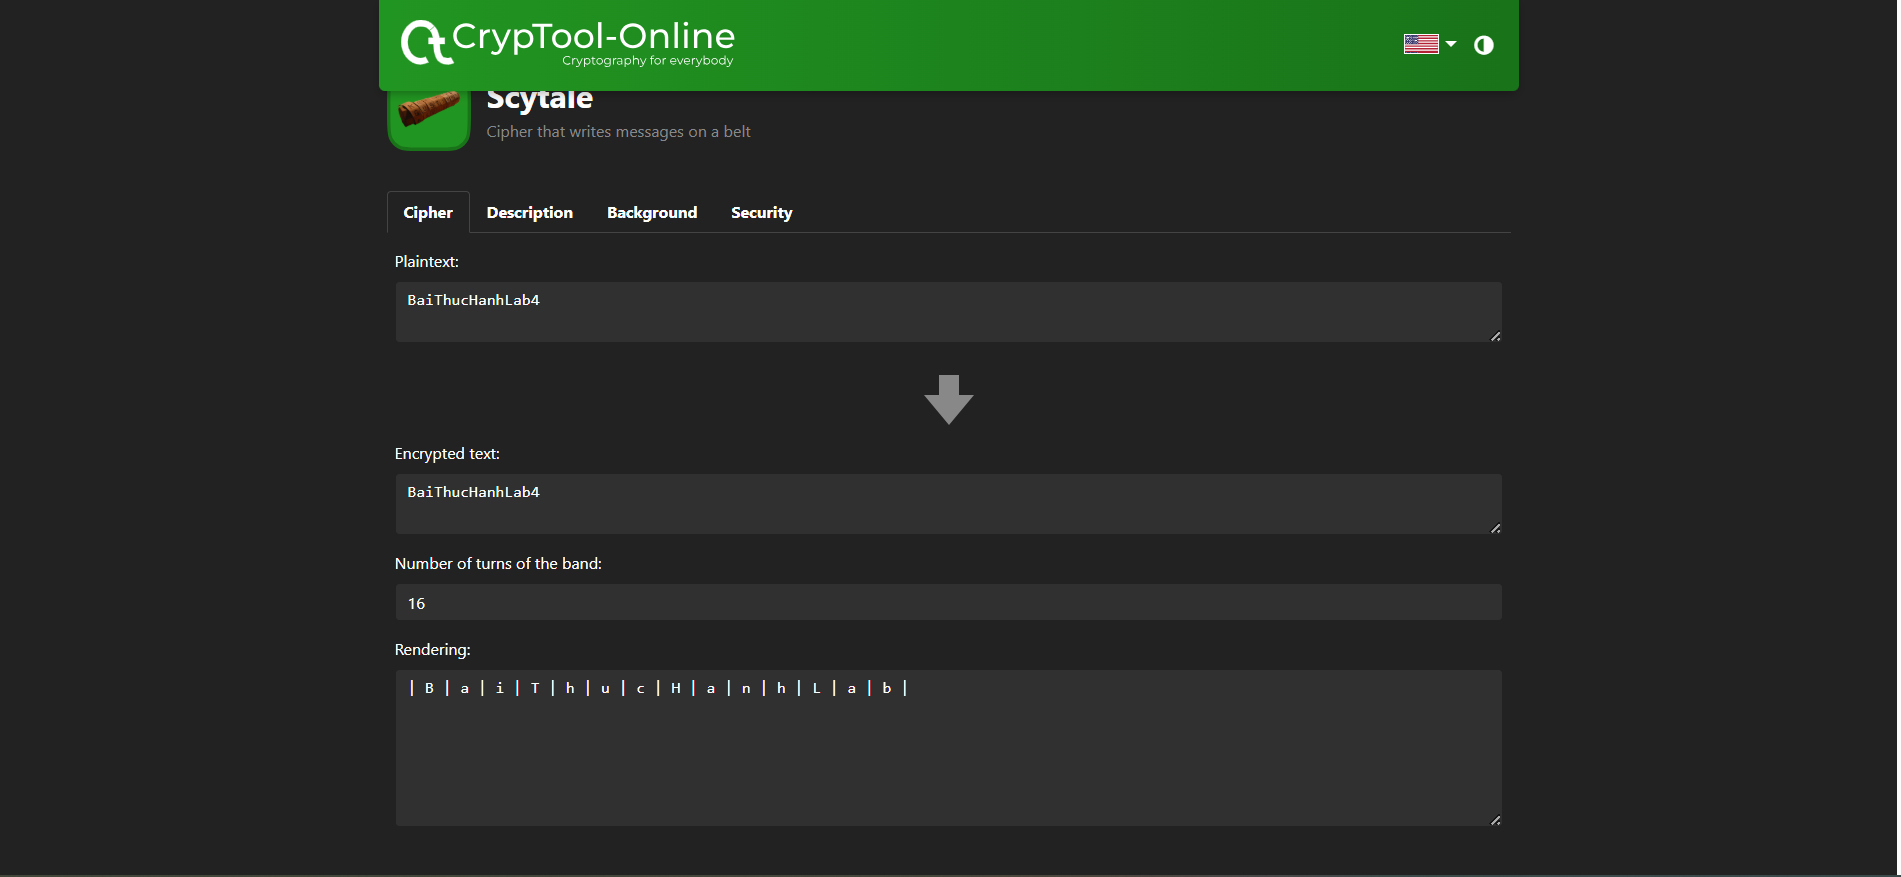 CrypTool-Online
Cryptography for everybody
Scytale
Cipher that writes messages on a belt
Cipher Description Background Security
Plaintext:
BaiThucHanhLab4
Encrypted text:
BaiThucHanhLab4
Number of turns of the band:
16
Rendering:
| B | a | i | T | h | u | c | H | a | n | h | L | a | b |